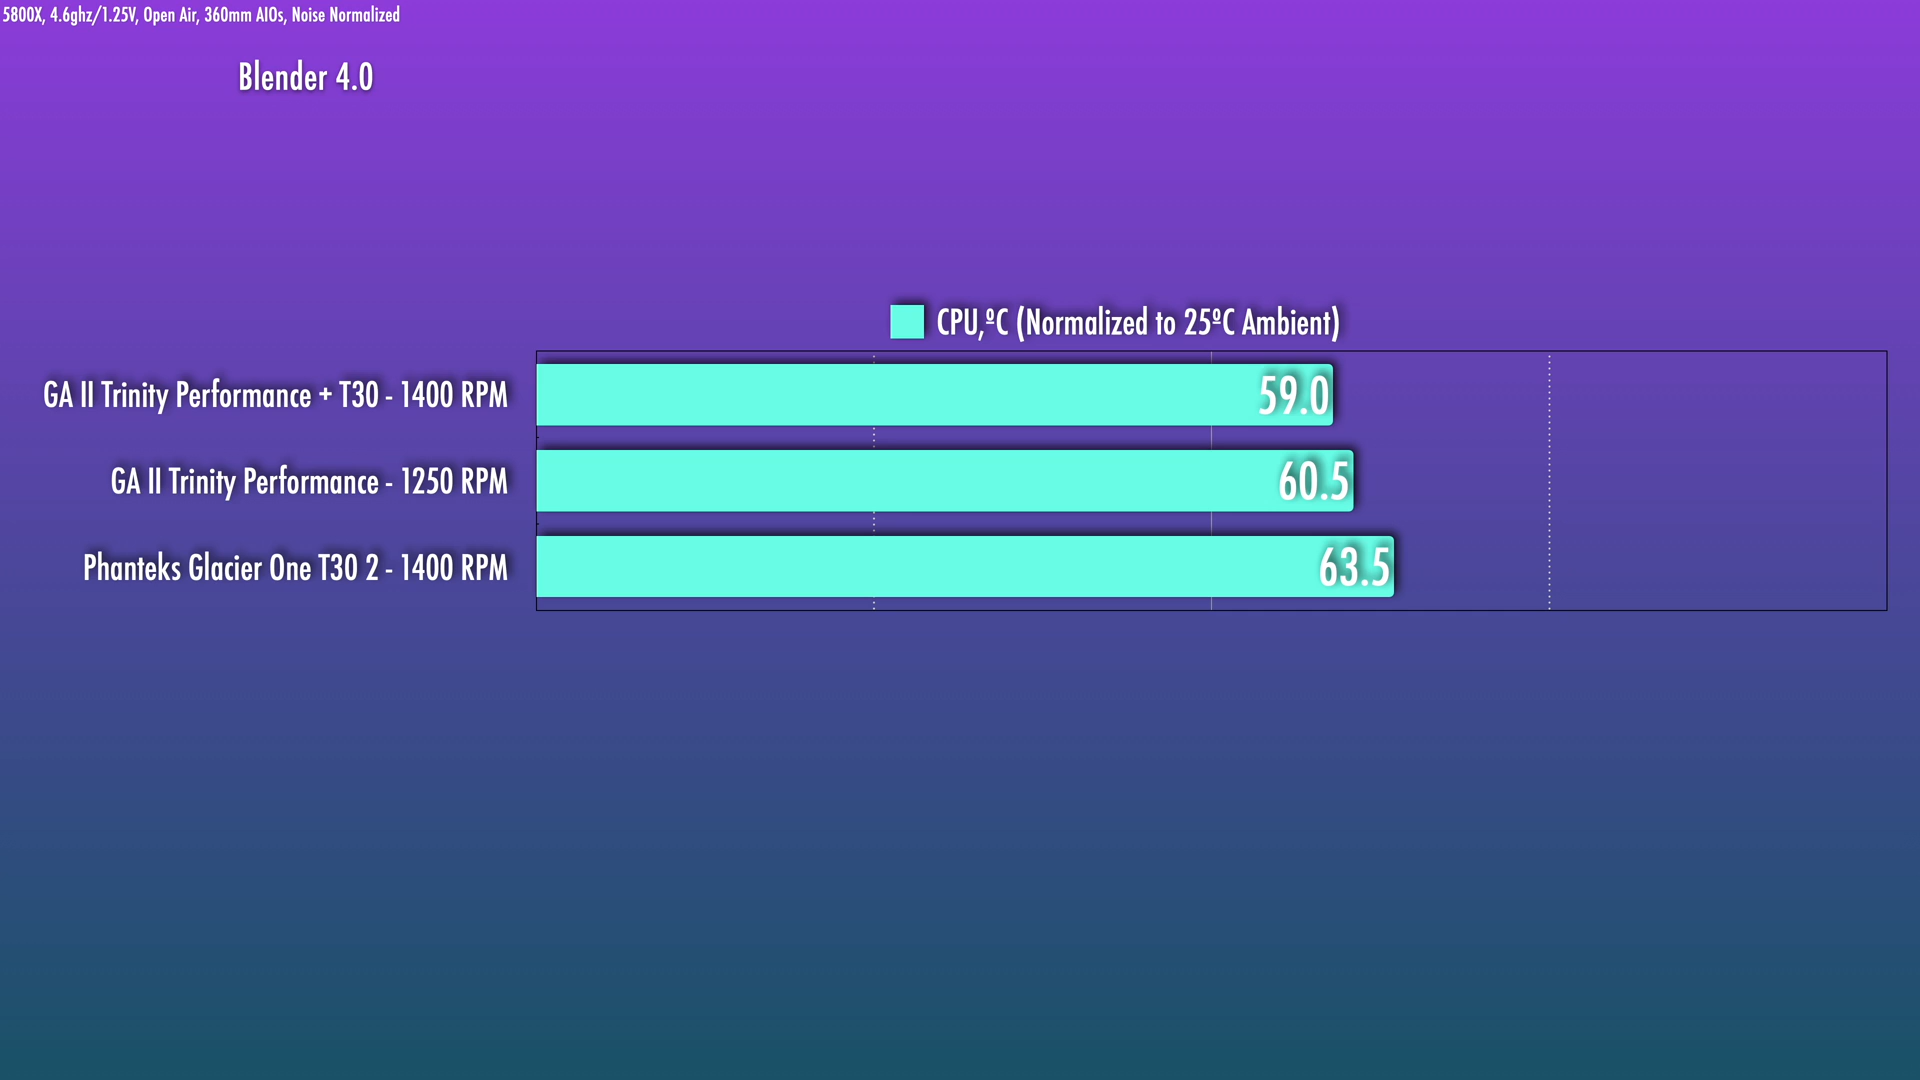 5800X, 4.6ghz/1.25V, Open Air, 360mm AIOs, Noise Normalized
Blender 4.0
CPU,ºC (Normalized to 25ºC Ambient)
GA II Trinity Performance + T30 - 1400 RPM
59.0
GA II Trinity Performance - 1250 RPM
60.5
Phanteks Glacier One T30 2 - 1400 RPM
63.5